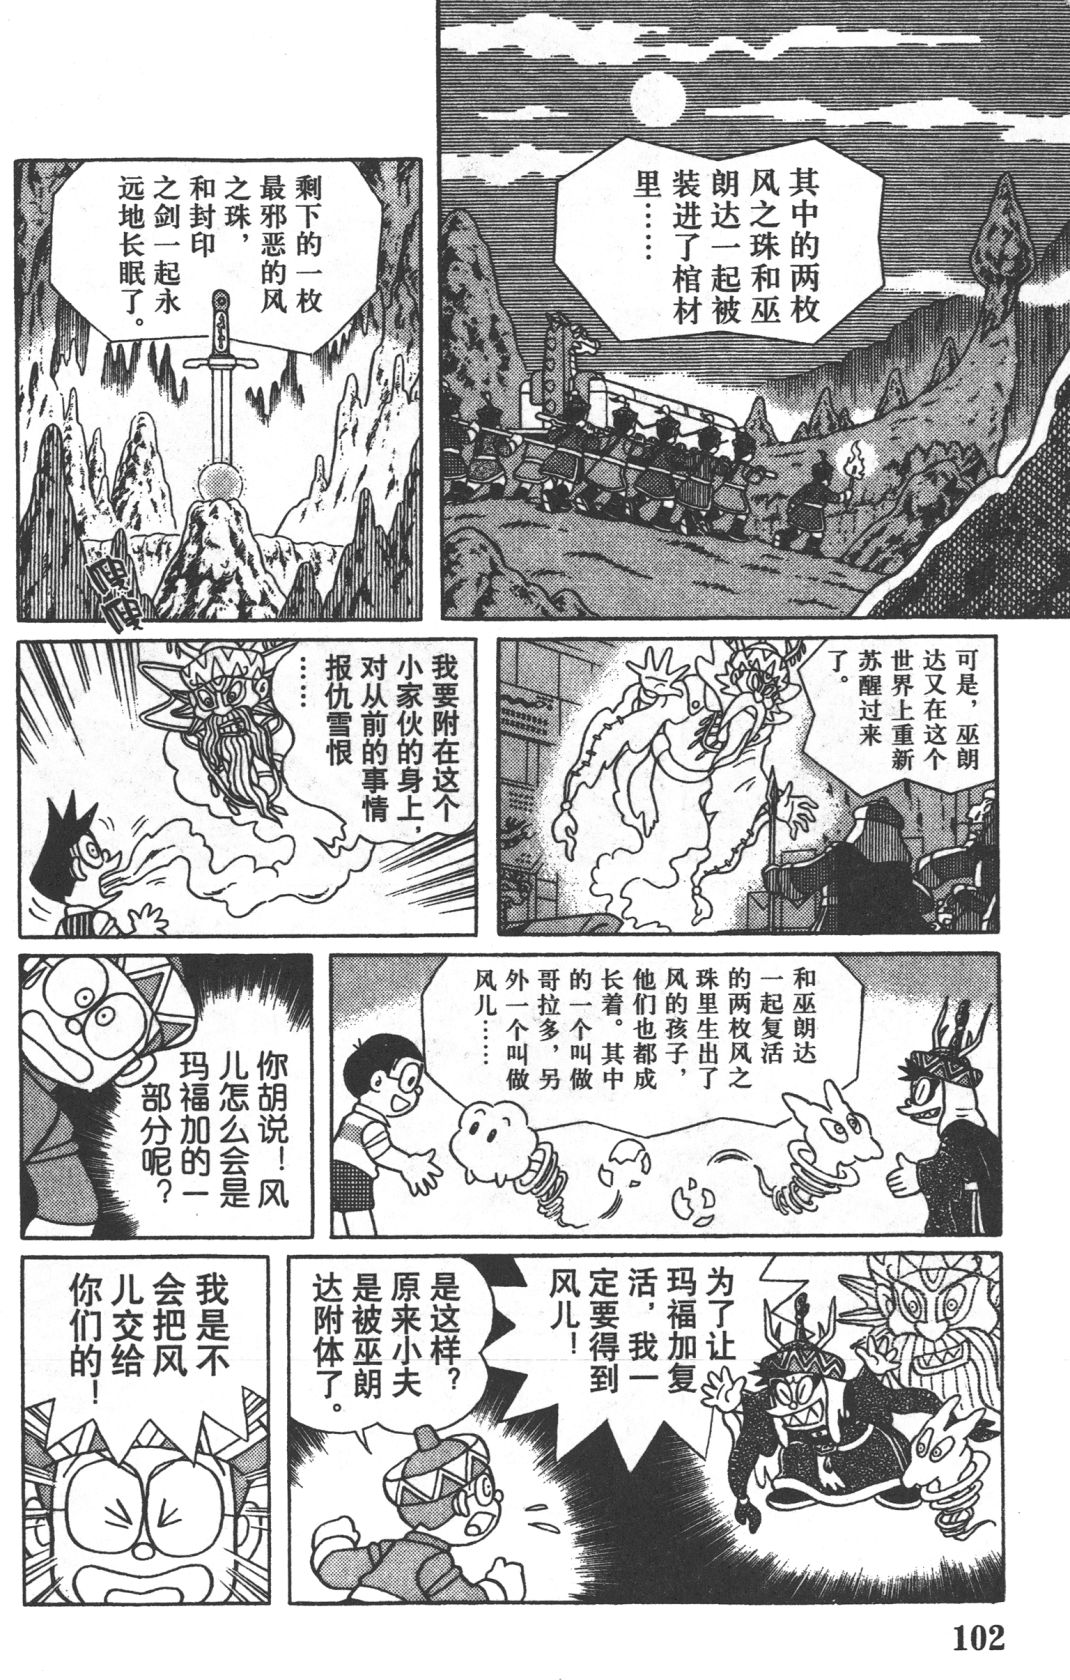 其中的两枚
风之珠和巫
朗达一起被
装进了棺材
里……
剩下的一枚
最邪恶的风
之珠，
和封印
之剑一起永
远地长眠了。
嗖
嗖
可是，巫朗
达又在这个
世界上重新
苏醒过来
了。
我要附在这个
小家伙的身上，
对从前的事情
报仇雪恨
……
和巫朗达
一起复活
的两枚风之
珠里生出了
风的孩子，
他们也都成
长着。其中
的一个叫做
哥拉多，另
外一个叫做
风儿……
你胡说！风
儿怎么会是
玛福加的一
部分呢？
为了让
玛福加复
活，我一
定要得到
风儿！
是这样？
原来小夫
是被巫朗
达附体了。
我是不
会把风
儿交给
你们的！
102